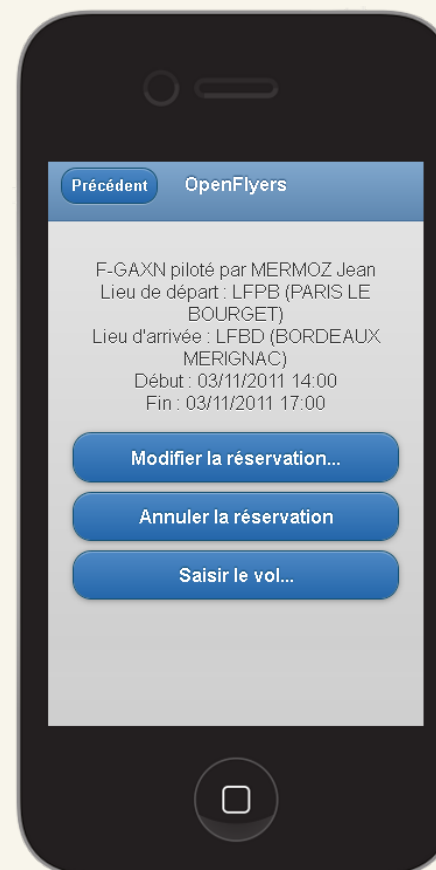 Précédent
OpenFlyers
F-GAXN piloté par MERMOZ Jean
Lieu de départ : LFPB (PARIS LE
BOURGET)
Lieu d'arrivée : LFBD (BORDEAUX
MERIGNAC)
Début : 03/11/2011 14:00
Fin : 03/11/2011 17:00
Modifier la réservation...
Annuler la réservation
Saisir le vol...